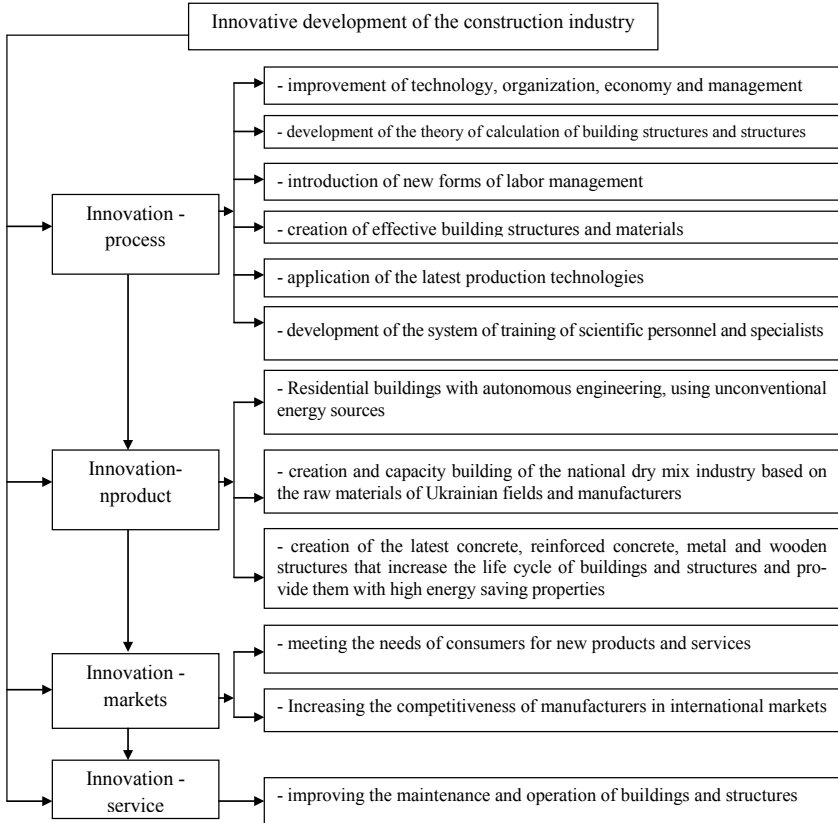 Innovative development of the construction industry
- improvement of technology, organization, economy and management
- development of the theory of calculation of building structures and structures
- introduction of new forms of labor management
Innovation -
process
- creation of effective building structures and materials
- application of the latest production technologies
- development of the system of training of scientific personnel and specialists
- Residential buildings with autonomous engineering, using unconventional
energy sources
Innovation-
nproduct
- creation and capacity building of the national dry mix industry based on
the raw materials of Ukrainian fields and manufacturers
- creation of the latest concrete, reinforced concrete, metal and wooden
structures that increase the life cycle of buildings and structures and pro-
vide them with high energy saving properties
- meeting the needs of consumers for new products and services
Innovation -
markets
- Increasing the competitiveness of manufacturers in international markets
Innovation -
service
- improving the maintenance and operation of buildings and structures